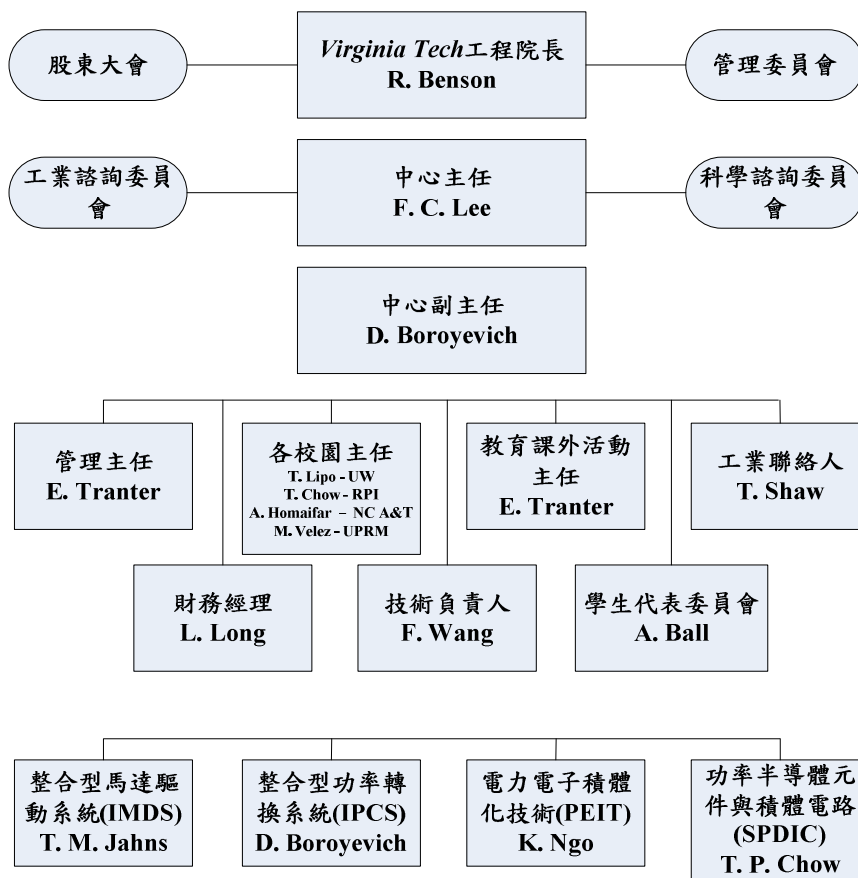 股東大會
Virginia Tech工程院長
R. Benson
管理委員會
工業諮詢委員
會
中心主任
F. C. Lee
科學諮詢委員
會
中心副主任
D. Boroyevich
管理主任
E. Tranter
各校園主任
T. Lipo - UW
T. Chow - RPI
A. Homaifar – NC A&T
M. Velez - UPRM
教育課外活動
主任
E. Tranter
工業聯絡人
T. Shaw
財務經理
L. Long
技術負責人
F. Wang
學生代表委員會
A. Ball
整合型馬達驅
動系統(IMDS)
T. M. Jahns
整合型功率轉
換系統(IPCS)
D. Boroyevich
電力電子積體
化技術(PEIT)
K. Ngo
功率半導體元
件與積體電路
(SPDIC)
T. P. Chow